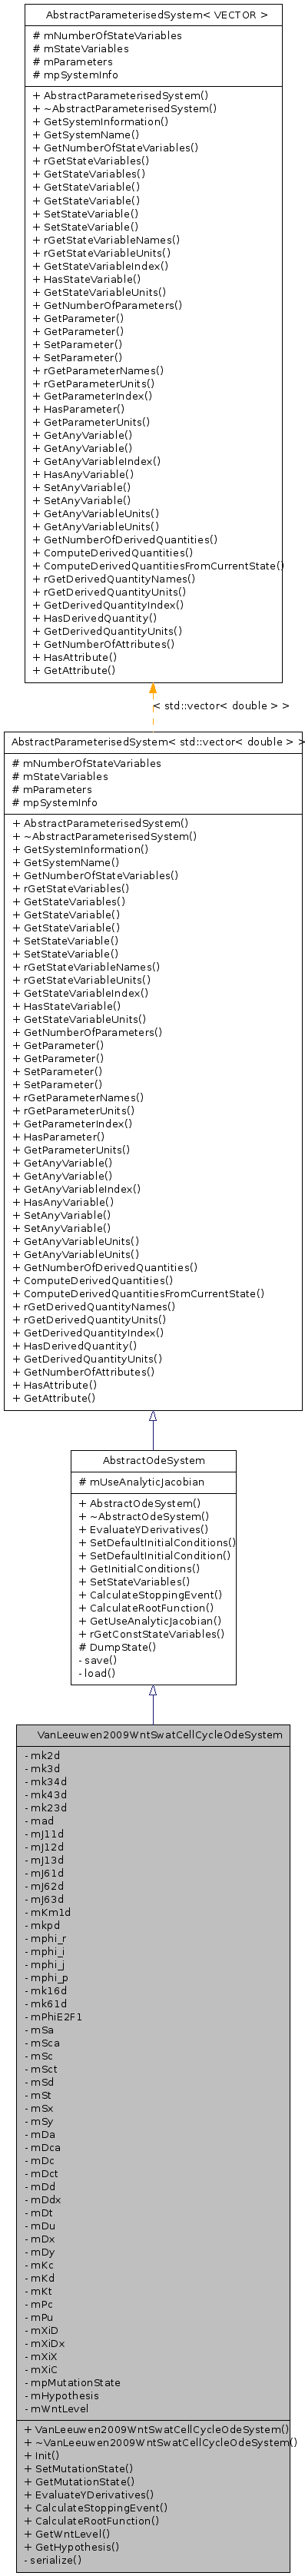 AbstractParameterisedSystem< VECTOR >
# mNumberOfStateVariables
# mStateVariables
# mParameters
# mpSystemInfo
+ AbstractParameterisedSystem()
+ ~AbstractParameterisedSystem()
+ GetSystemInformation()
+ GetSystemName()
+ GetNumberOfStateVariables()
+ rGetStateVariables()
+ GetStateVariables()
+ GetStateVariable()
+ GetStateVariable()
+ SetStateVariable()
+ SetStateVariable()
+ rGetStateVariableNames()
+ rGetStateVariableUnits()
+ GetStateVariableIndex()
+ HasStateVariable()
+ GetStateVariableUnits()
+ GetNumberOfParameters()
+ GetParameter()
+ GetParameter()
+ SetParameter()
+ SetParameter()
+ rGetParameterNames()
+ rGetParameterUnits()
+ GetParameterIndex()
+ HasParameter()
+ GetParameterUnits()
+ GetAnyVariable()
+ GetAnyVariable()
+ GetAnyVariableIndex()
+ HasAnyVariable()
+ SetAnyVariable()
+ SetAnyVariable()
+ GetAnyVariableUnits()
+ GetAnyVariableUnits()
+ GetNumberOfDerivedQuantities()
+ ComputeDerivedQuantities()
+ ComputeDerivedQuantitiesFromCurrentState()
+ rGetDerivedQuantityNames()
+ rGetDerivedQuantityUnits()
+ GetDerivedQuantityIndex()
+ HasDerivedQuantity()
+ GetDerivedQuantityUnits()
+ GetNumberOfAttributes()
+ HasAttribute()
+ GetAttribute()
< std::vector< double > >
AbstractParameterisedSystem< std::vector< double > >
# mNumberOfStateVariables
# mStateVariables
# mParameters
# mpSystemInfo
+ AbstractParameterisedSystem()
+ ~AbstractParameterisedSystem()
+ GetSystemInformation()
+ GetSystemName()
+ GetNumberOfStateVariables()
+ rGetStateVariables()
+ GetStateVariables()
+ GetStateVariable()
+ GetStateVariable()
+ SetStateVariable()
+ SetStateVariable()
+ rGetStateVariableNames()
+ rGetStateVariableUnits()
+ GetStateVariableIndex()
+ HasStateVariable()
+ GetStateVariableUnits()
+ GetNumberOfParameters()
+ GetParameter()
+ GetParameter()
+ SetParameter()
+ SetParameter()
+ rGetParameterNames()
+ rGetParameterUnits()
+ GetParameterIndex()
+ HasParameter()
+ GetParameterUnits()
+ GetAnyVariable()
+ GetAnyVariable()
+ GetAnyVariableIndex()
+ HasAnyVariable()
+ SetAnyVariable()
+ SetAnyVariable()
+ GetAnyVariableUnits()
+ GetAnyVariableUnits()
+ GetNumberOfDerivedQuantities()
+ ComputeDerivedQuantities()
+ ComputeDerivedQuantitiesFromCurrentState()
+ rGetDerivedQuantityNames()
+ rGetDerivedQuantityUnits()
+ GetDerivedQuantityIndex()
+ HasDerivedQuantity()
+ GetDerivedQuantityUnits()
+ GetNumberOfAttributes()
+ HasAttribute()
+ GetAttribute()
AbstractOdeSystem
# mUseAnalyticJacobian
+ AbstractOdeSystem()
+ ~AbstractOdeSystem()
+ EvaluateYDerivatives()
+ SetDefaultInitialConditions()
+ SetDefaultInitialCondition()
+ GetInitialConditions()
+ SetStateVariables()
+ CalculateStoppingEvent()
+ CalculateRootFunction()
+ GetUseAnalyticJacobian()
+ rGetConstStateVariables()
# DumpState()
- save()
- load()
VanLeeuwen2009WntSwatCellCycleOdeSystem
- mk2d
- mk3d
- mk34d
- mk43d
- mk23d
- mad
- mJ11d
- mJ12d
- mJ13d
- mJ61d
- mJ62d
- mJ63d
- mKm1d
- mkpd
- mphi_r
- mphi_i
- mphi_j
- mphi_p
- mk16d
- mk61d
- mPhiE2F1
- mSa
- mSca
- mSc
- mSct
- mSd
- mSt
- mSx
- mSy
- mDa
- mDca
- mDc
- mDct
- mDd
- mDdx
- mDt
- mDu
- mDx
- mDy
- mKc
- mKd
- mKt
- mPc
- mPu
- mXiD
- mXiDx
- mXiX
- mXiC
- mpMutationState
- mHypothesis
- mWntLevel
+ VanLeeuwen2009WntSwatCellCycleOdeSystem()
+ ~VanLeeuwen2009WntSwatCellCycleOdeSystem()
+ Init()
+ SetMutationState()
+ GetMutationState()
+ EvaluateYDerivatives()
+ CalculateStoppingEvent()
+ CalculateRootFunction()
+ GetWntLevel()
+ GetHypothesis()
- serialize()